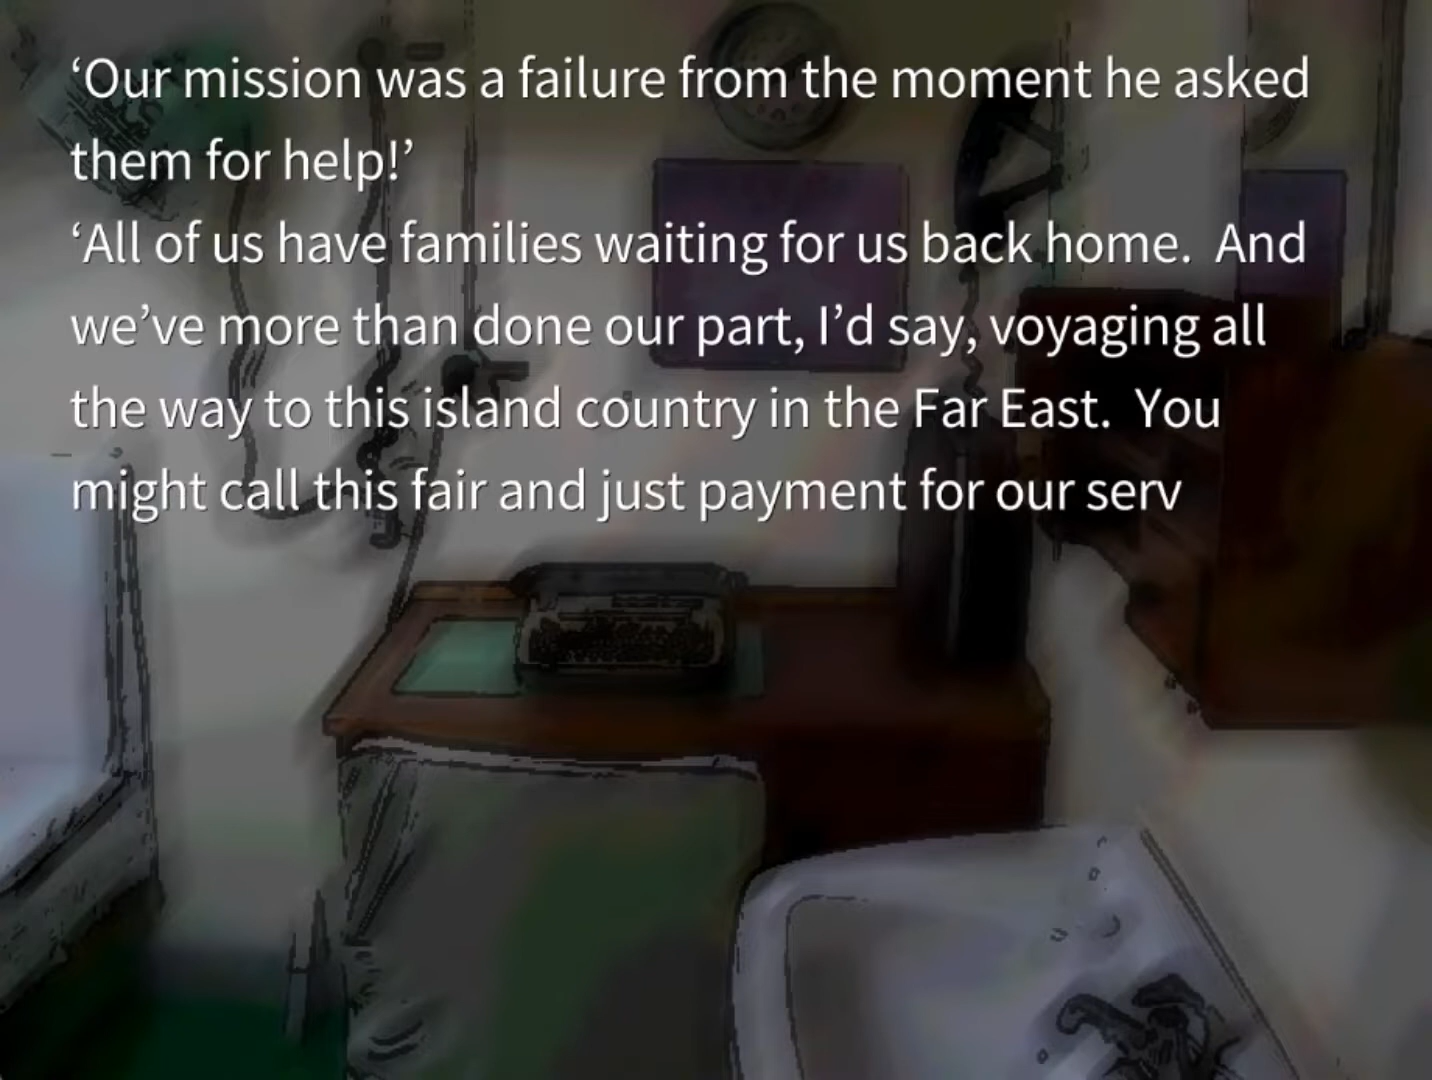 ‘Our mission was a failure from the moment he asked
them for help!’
‘All of us have families waiting for us back home.  And
we’ve more than done our part, I’d say, voyaging all
the way to this island country in the Far East.  You
might call this fair and just payment for our serv